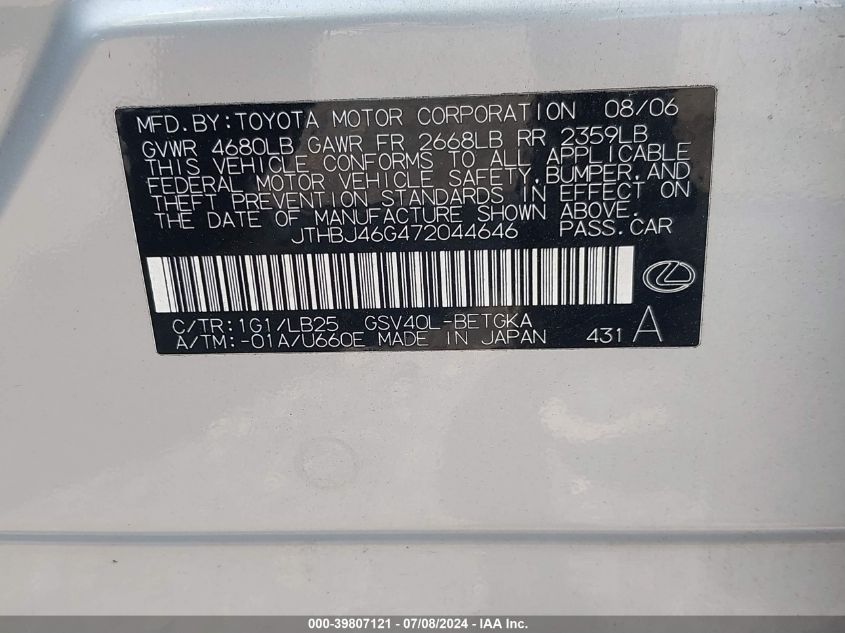 MFD.BY:TOYOTA MOTOR CORPORATION 08/06
GVWR 4680LB GAWR FR 2668LB RR 2359LB
THIS VEHICLE CONFORMS TO ALL APPLICABLE
FEDERAL MOTOR VEHICLE SAFETY,BUMPER,AND
THEFT PREVENTION STANDARDS IN EFFECT ON
THE DATE OF MANUFACTURE SHOWN ABOVE.
JTHBJ46G472044646 PASS.CAR
C/TR:1G1/LB25 GSV40L-BETGKA
A/TM:-01A/U660E MADE IN JAPAN 431 A
000-39807121 - 07/08/2024 - IAA Inc.